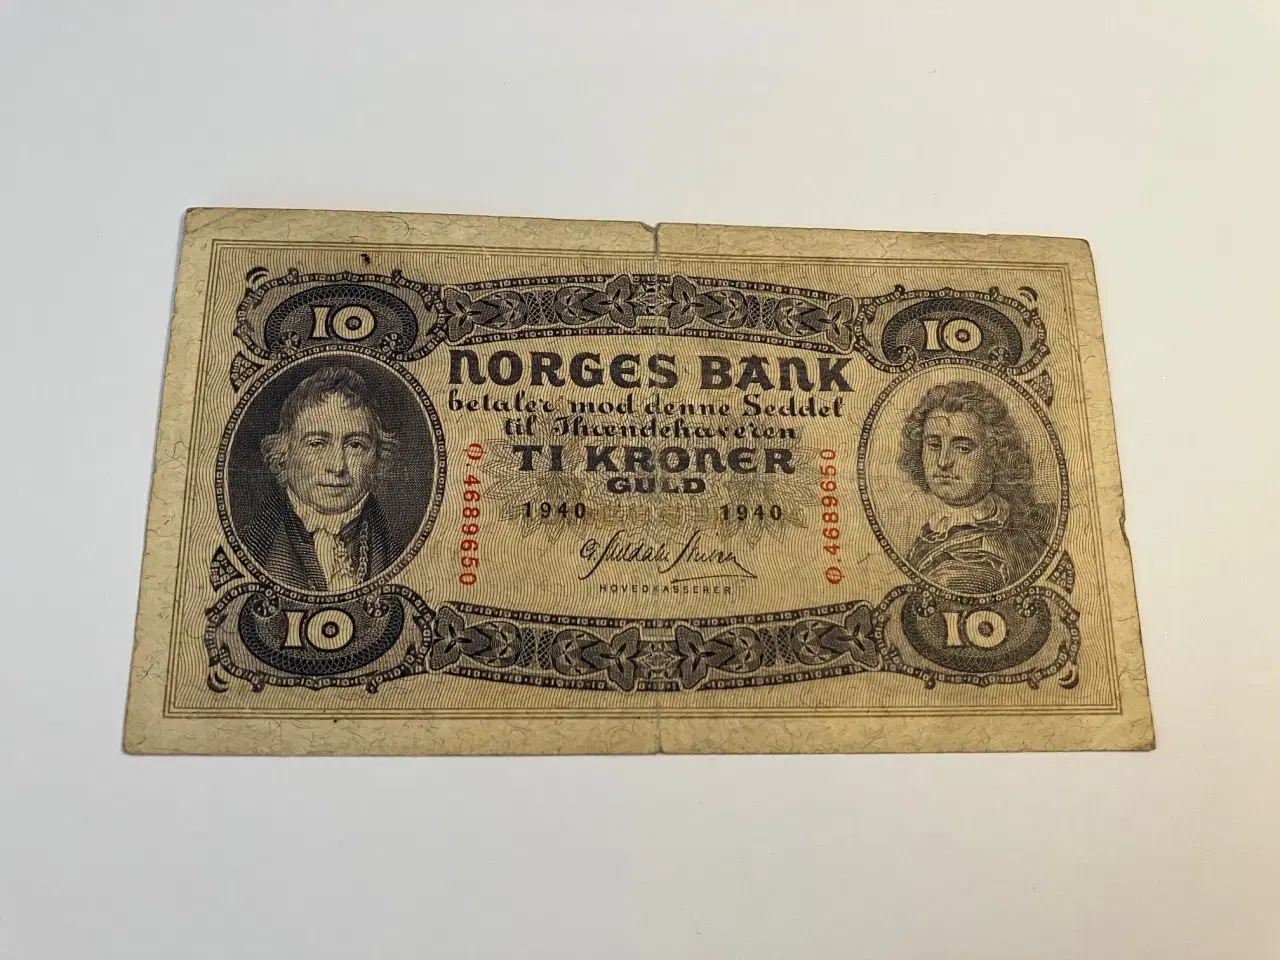 10 10
NORGES BANK
betaler mod denne Seddel
til Ihændehaveren
TI KRONER
GULD
1940 1940
HOVEDKASSERER
Ø.4689650 Ø.4689650
10 10